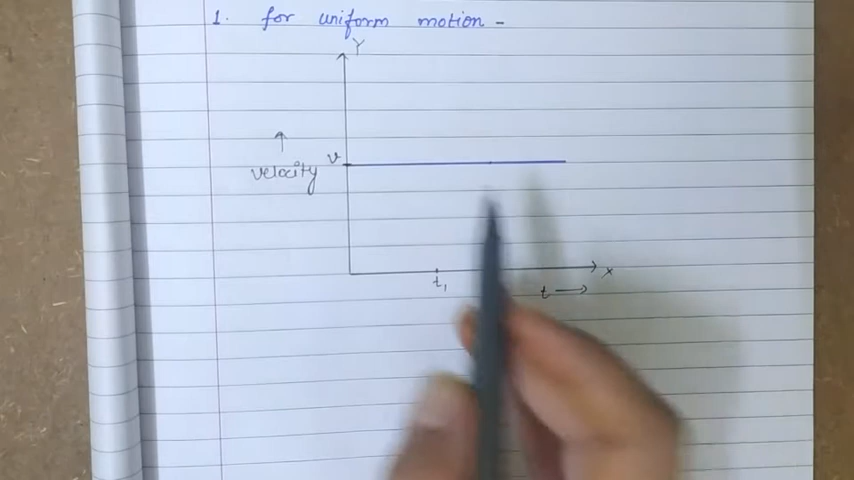 1. for uniform motion -
Y
v
velocity
t₁
t
x